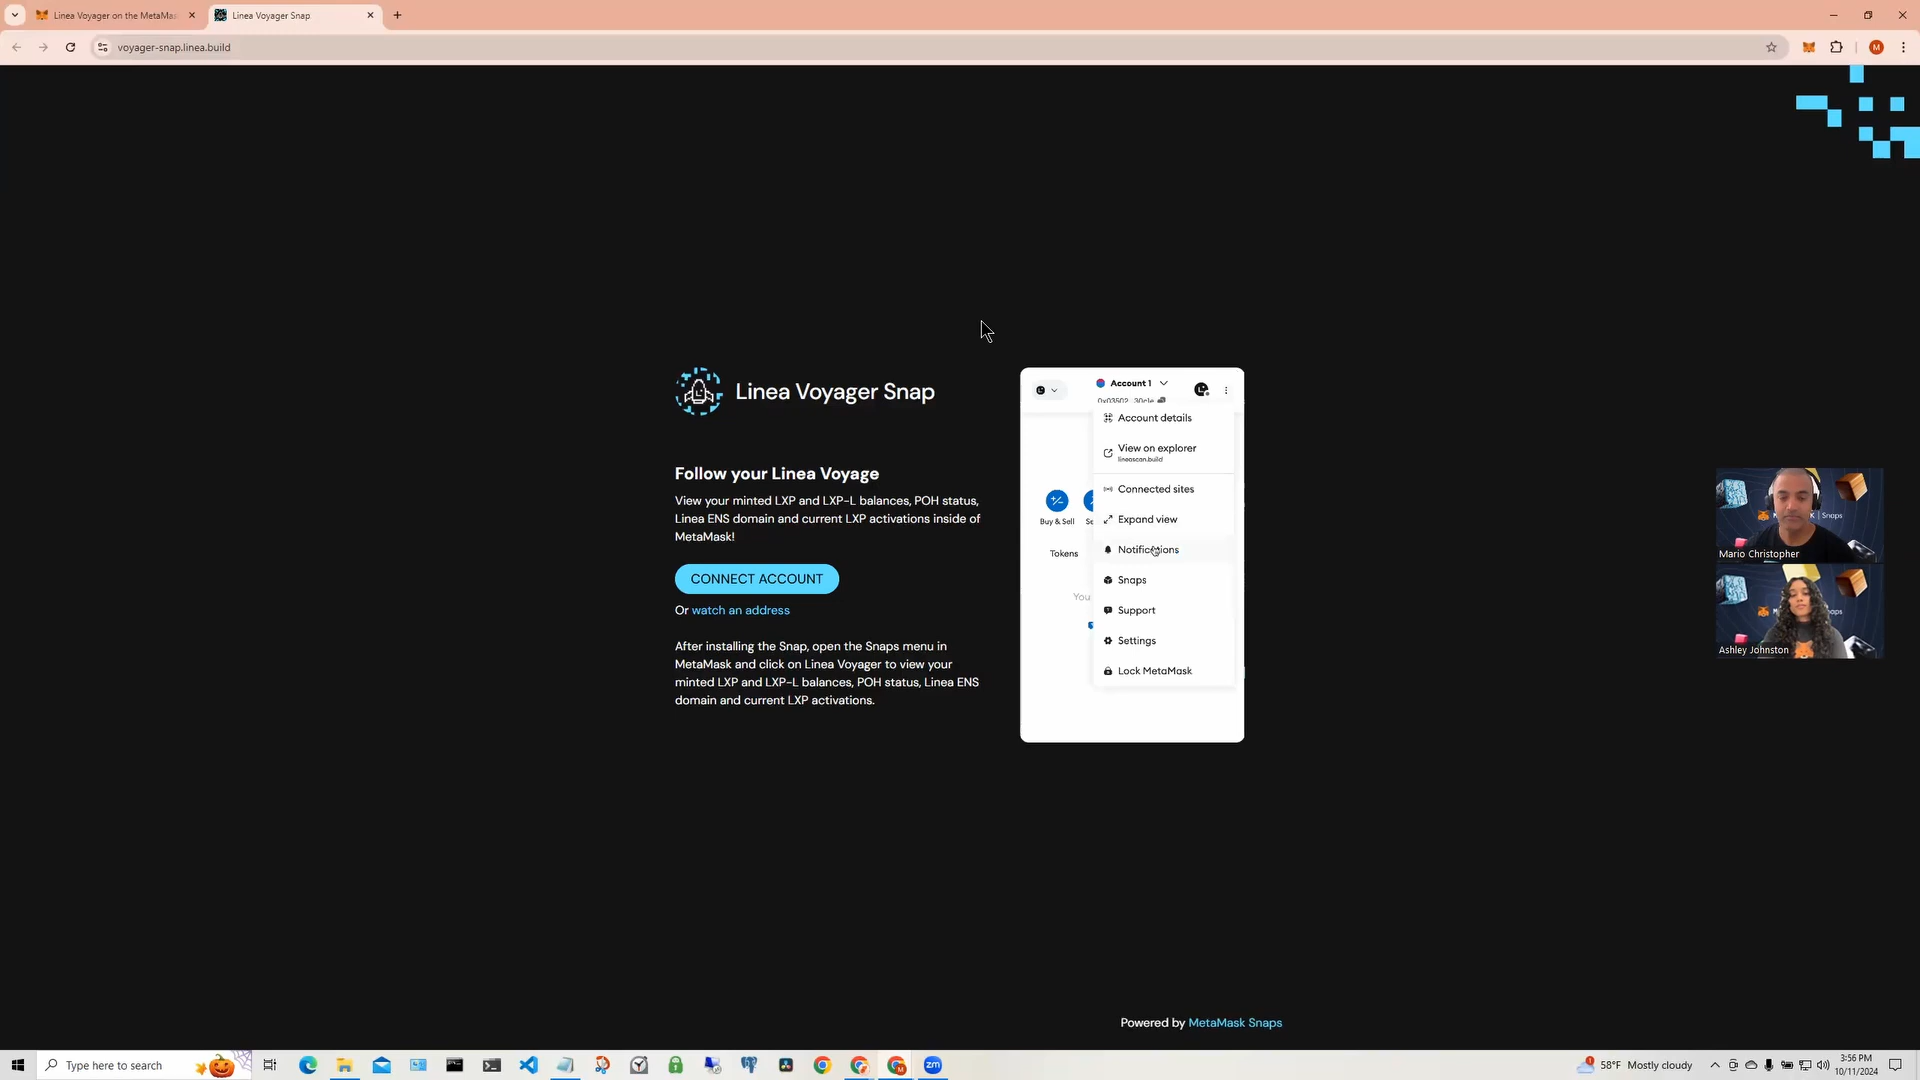 Linea Voyager on the MetaMa
Linea Voyager Snap
voyager-snap.linea.build
M
Linea Voyager Snap
Follow your Linea Voyage
View your minted LXP and LXP-L balances, POH status,
Linea ENS domain and current LXP activations inside of
MetaMask!
CONNECT ACCOUNT
Or watch an address
After installing the Snap, open the Snaps menu in
MetaMask and click on Linea Voyager to view your
minted LXP and LXP-L balances, POH status, Linea ENS
domain and current LXP activations.
Account 1
Account details
View on explorer
lineascan.build
Connected sites
Expand view
Notifications
Snaps
Support
Settings
Lock MetaMask
Buy & Sell
Se
Tokens
You
Snaps
Mario Christopher
Ashley Johnston
Powered by MetaMask Snaps
Type here to search
58°F Mostly cloudy
3:56 PM
10/11/2024